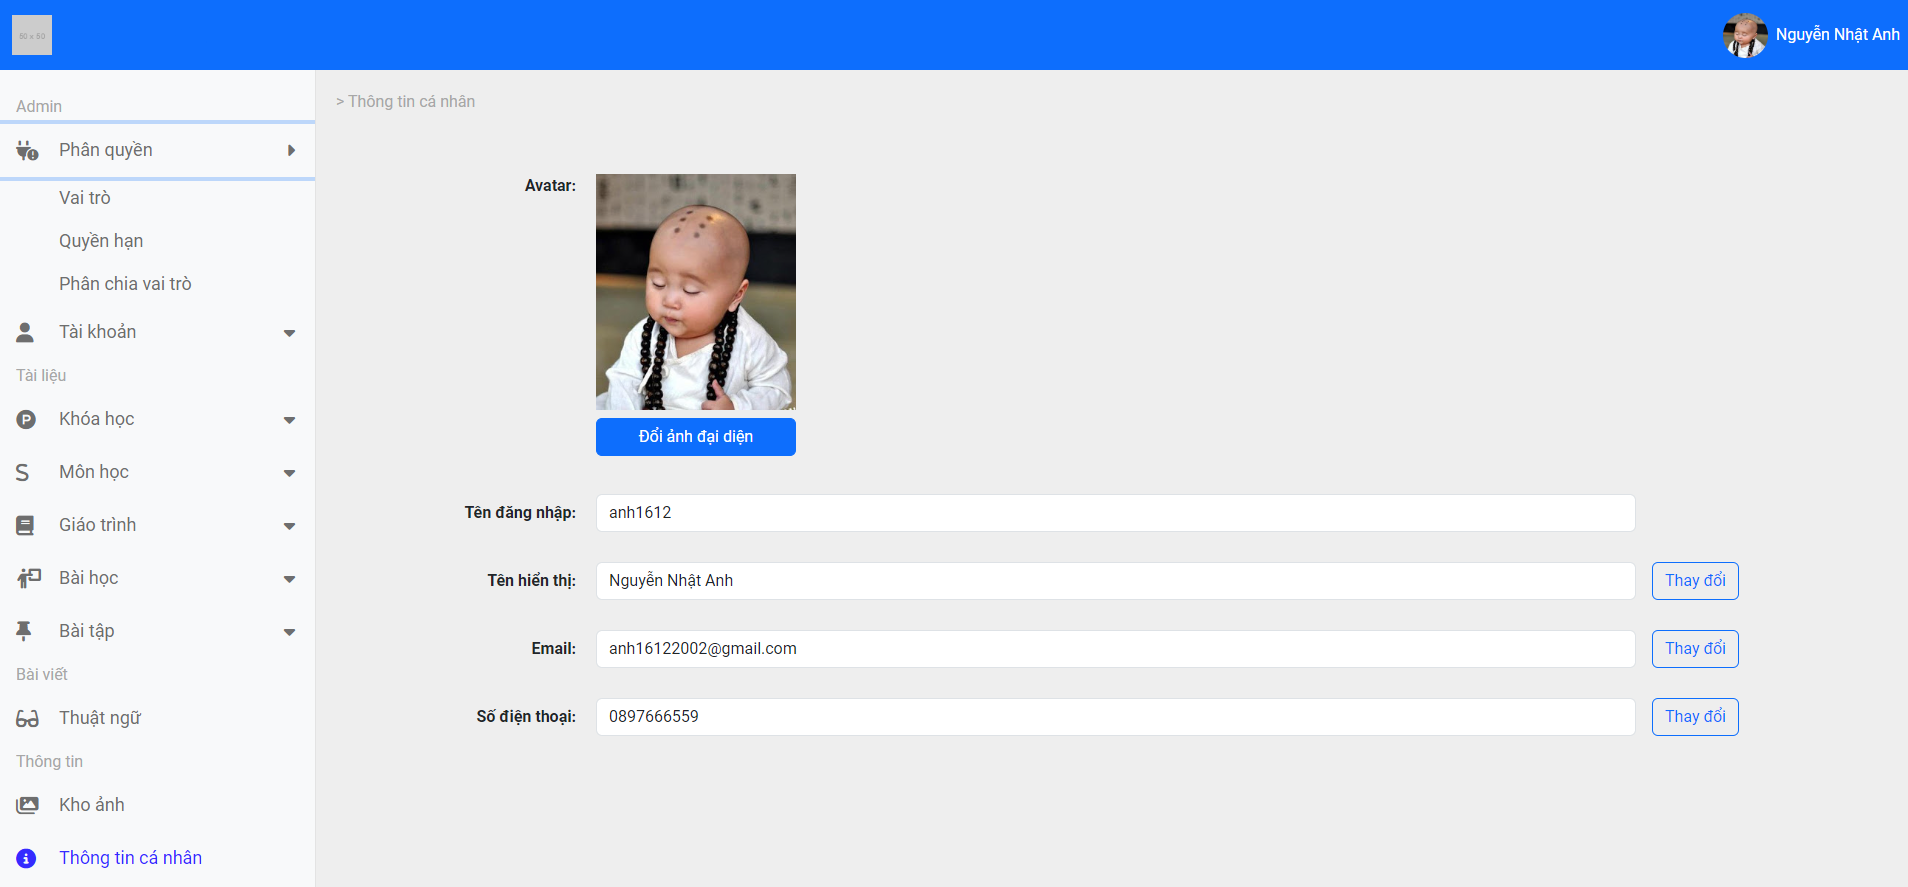 60 x 60
Nguyễn Nhật Anh
Admin
Phân quyền
Vai trò
Quyền hạn
Phân chia vai trò
Tài khoản
Tài liệu
Khóa học
Môn học
Giáo trình
Bài học
Bài tập
Bài viết
Thuật ngữ
Thông tin
Kho ảnh
Thông tin cá nhân
> Thông tin cá nhân
Avatar:
Đổi ảnh đại diện
Tên đăng nhập: anh1612
Tên hiển thị: Nguyễn Nhật Anh Thay đổi
Email: anh16122002@gmail.com Thay đổi
Số điện thoại: 0897666559 Thay đổi